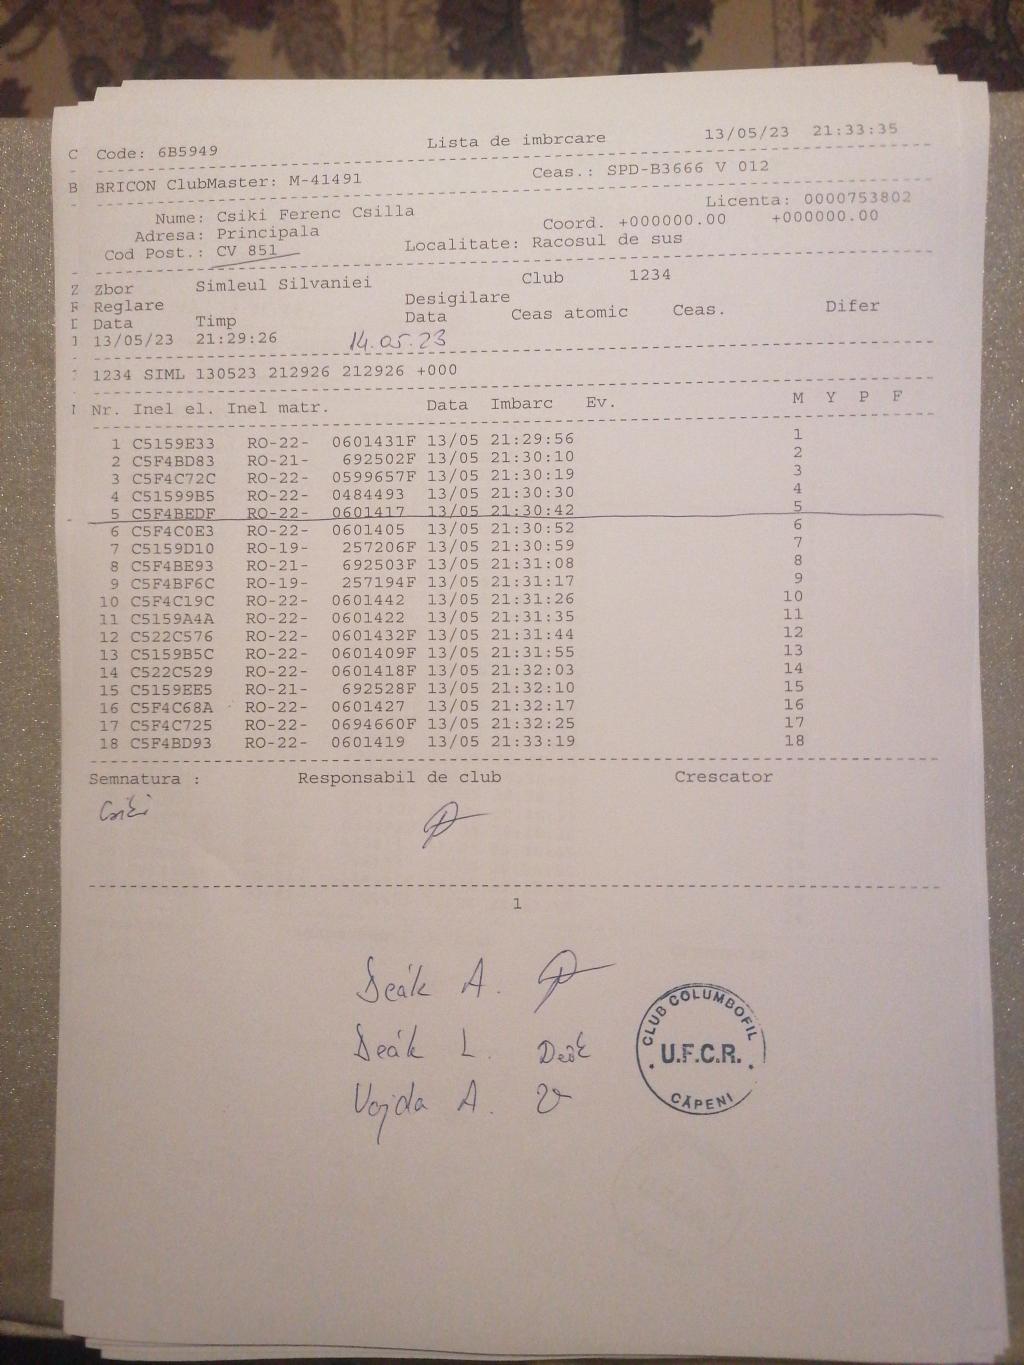 C Code: 6B5949 Lista de imbrcare 13/05/23 21:33:35
B BRICON ClubMaster: M-41491 Ceas.: SPD-B3666 V 012
Nume: Csiki Ferenc Csilla Licenta: 0000753802
Adresa: Principala Coord. +000000.00 +000000.00
Cod Post.: CV 851 Localitate: Racosul de sus
Z Zbor Simleul Silvaniei Club 1234
Reglare Desigilare
Data Timp Data Ceas atomic Ceas. Difer
13/05/23 21:29:26 14.05.23
1234 SIML 130523 212926 212926 +000
Nr. Inel el. Inel matr. Data Imbarc Ev. M Y P F
1 C5159E33 RO-22- 0601431F 13/05 21:29:56 1
2 C5F4BD83 RO-21- 692502F 13/05 21:30:10 2
3 C5F4C72C RO-22- 0599657F 13/05 21:30:19 3
4 C51599B5 RO-22- 0484493 13/05 21:30:30 4
5 C5F4BEDF RO-22- 0601417 13/05 21:30:42 5
6 C5F4C0E3 RO-22- 0601405 13/05 21:30:52 6
7 C5159D10 RO-19- 257206F 13/05 21:30:59 7
8 C5F4BE93 RO-21- 692503F 13/05 21:31:08 8
9 C5F4BF6C RO-19- 257194F 13/05 21:31:17 9
10 C5F4C19C RO-22- 0601442 13/05 21:31:26 10
11 C5159A4A RO-22- 0601422 13/05 21:31:35 11
12 C522C576 RO-22- 0601432F 13/05 21:31:44 12
13 C5159B5C RO-22- 0601409F 13/05 21:31:55 13
14 C522C529 RO-22- 0601418F 13/05 21:32:03 14
15 C5159EE5 RO-21- 692528F 13/05 21:32:10 15
16 C5F4C68A RO-22- 0601427 13/05 21:32:17 16
17 C5F4C725 RO-22- 0694660F 13/05 21:32:25 17
18 C5F4BD93 RO-22- 0601419 13/05 21:33:19 18
Semnatura : Responsabil de club Crescator
Csiki
1
Deák A.
Deák L. Deák
Vajda A.
CLUB COLUMBOFIL
U.F.C.R.
CĂPENI